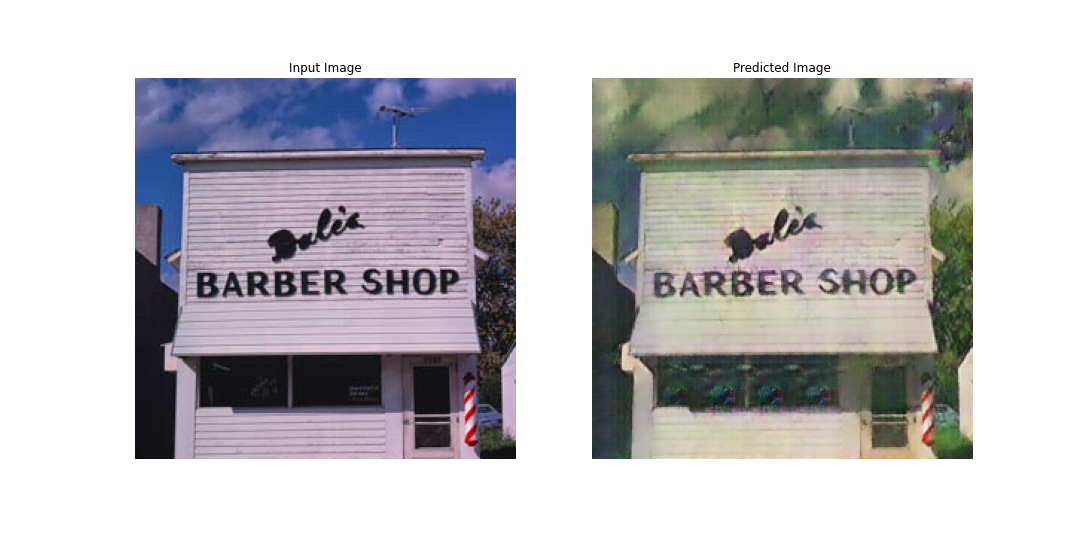 Input Image
Predicted Image
Dale's
BARBER SHOP
Dale's
BARBER SHOP